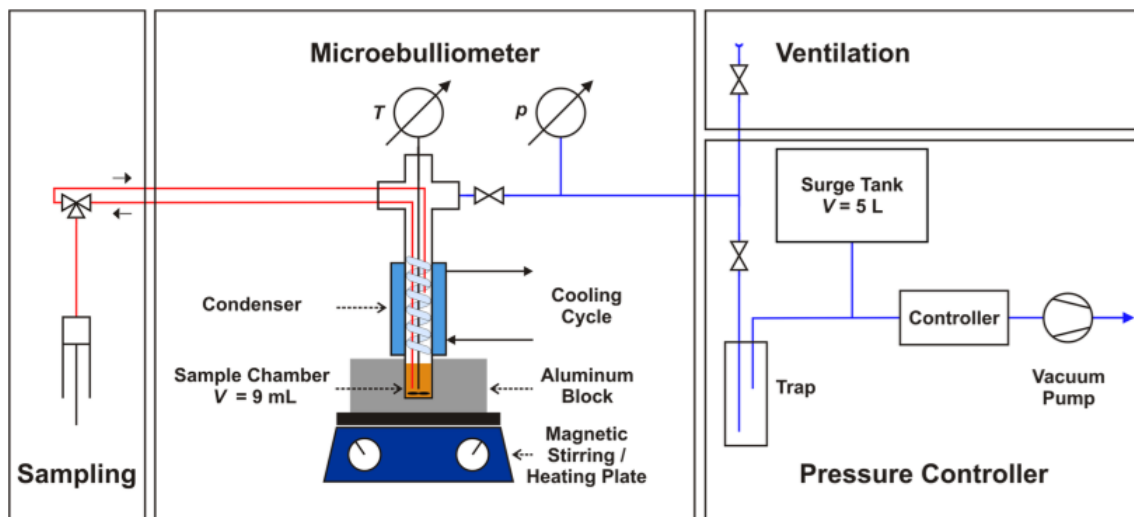 Microebulliometer
Ventilation
T
p
Surge Tank
V = 5 L
Condenser
Cooling
Cycle
Controller
Sample Chamber
V = 9 mL
Aluminum
Block
Trap
Vacuum
Pump
Magnetic
Stirring /
Heating Plate
Sampling
Pressure Controller